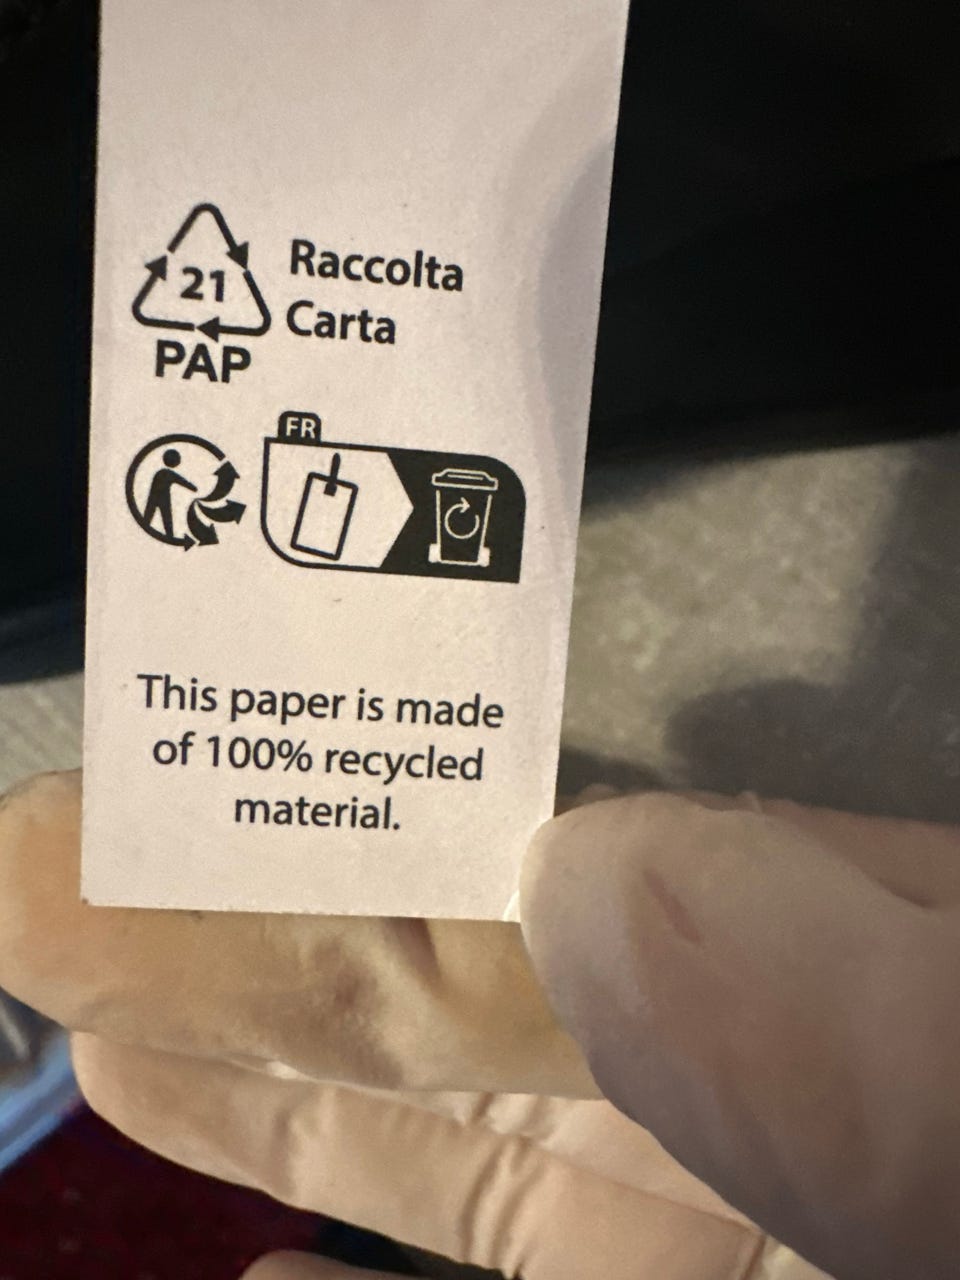 21
PAP
Raccolta
Carta
FR
This paper is made
of 100% recycled
material.